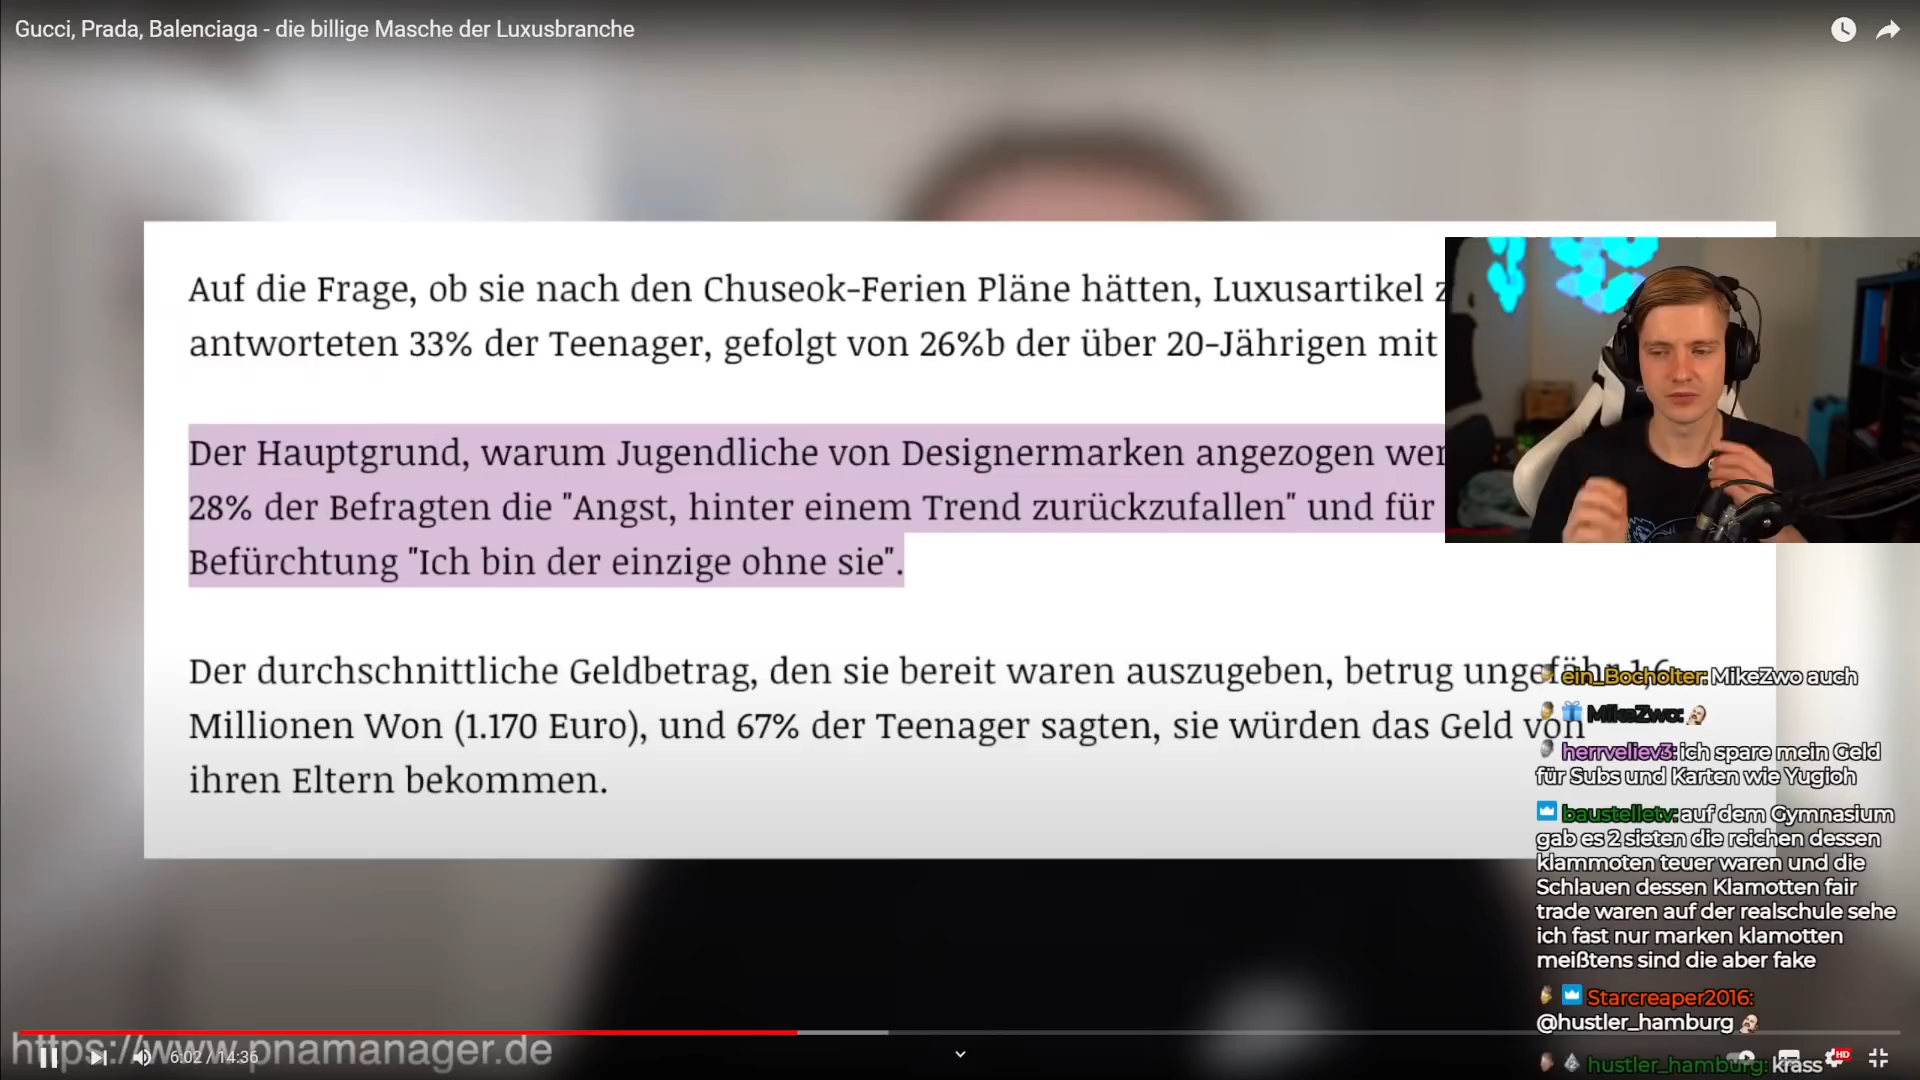 Gucci, Prada, Balenciaga - die billige Masche der Luxusbranche
Auf die Frage, ob sie nach den Chuseok-Ferien Pläne hätten, Luxusartikel
antworteten 33% der Teenager, gefolgt von 26%b der über 20-Jährigen mit
Der Hauptgrund, warum Jugendliche von Designermarken angezogen
28% der Befragten die "Angst, hinter einem Trend zurückzufallen" und für
Befürchtung "Ich bin der einzige ohne sie".
Der durchschnittliche Geldbetrag, den sie bereit waren auszugeben, betrug ungefähr 1,6
Millionen Won (1.170 Euro), und 67% der Teenager sagten, sie würden das Geld von
ihren Eltern bekommen.
ein_Bocholter: MikeZwo auch
MikeZwo:
herrveliev3: ich spare mein Geld
für Subs und Karten wie Yugioh
baustelletv: auf dem Gymnasium
gab es 2 sieten die reichen dessen
klammoten teuer waren und die
Schlauen dessen Klamotten fair
trade waren auf der realschule sehe
ich fast nur marken klamotten
meißtens sind die aber fake
Starcreaper2016:
@hustler_hamburg
hustler_hamburg: krass
https://www.pnamanager.de
6:02 / 14:36
HD